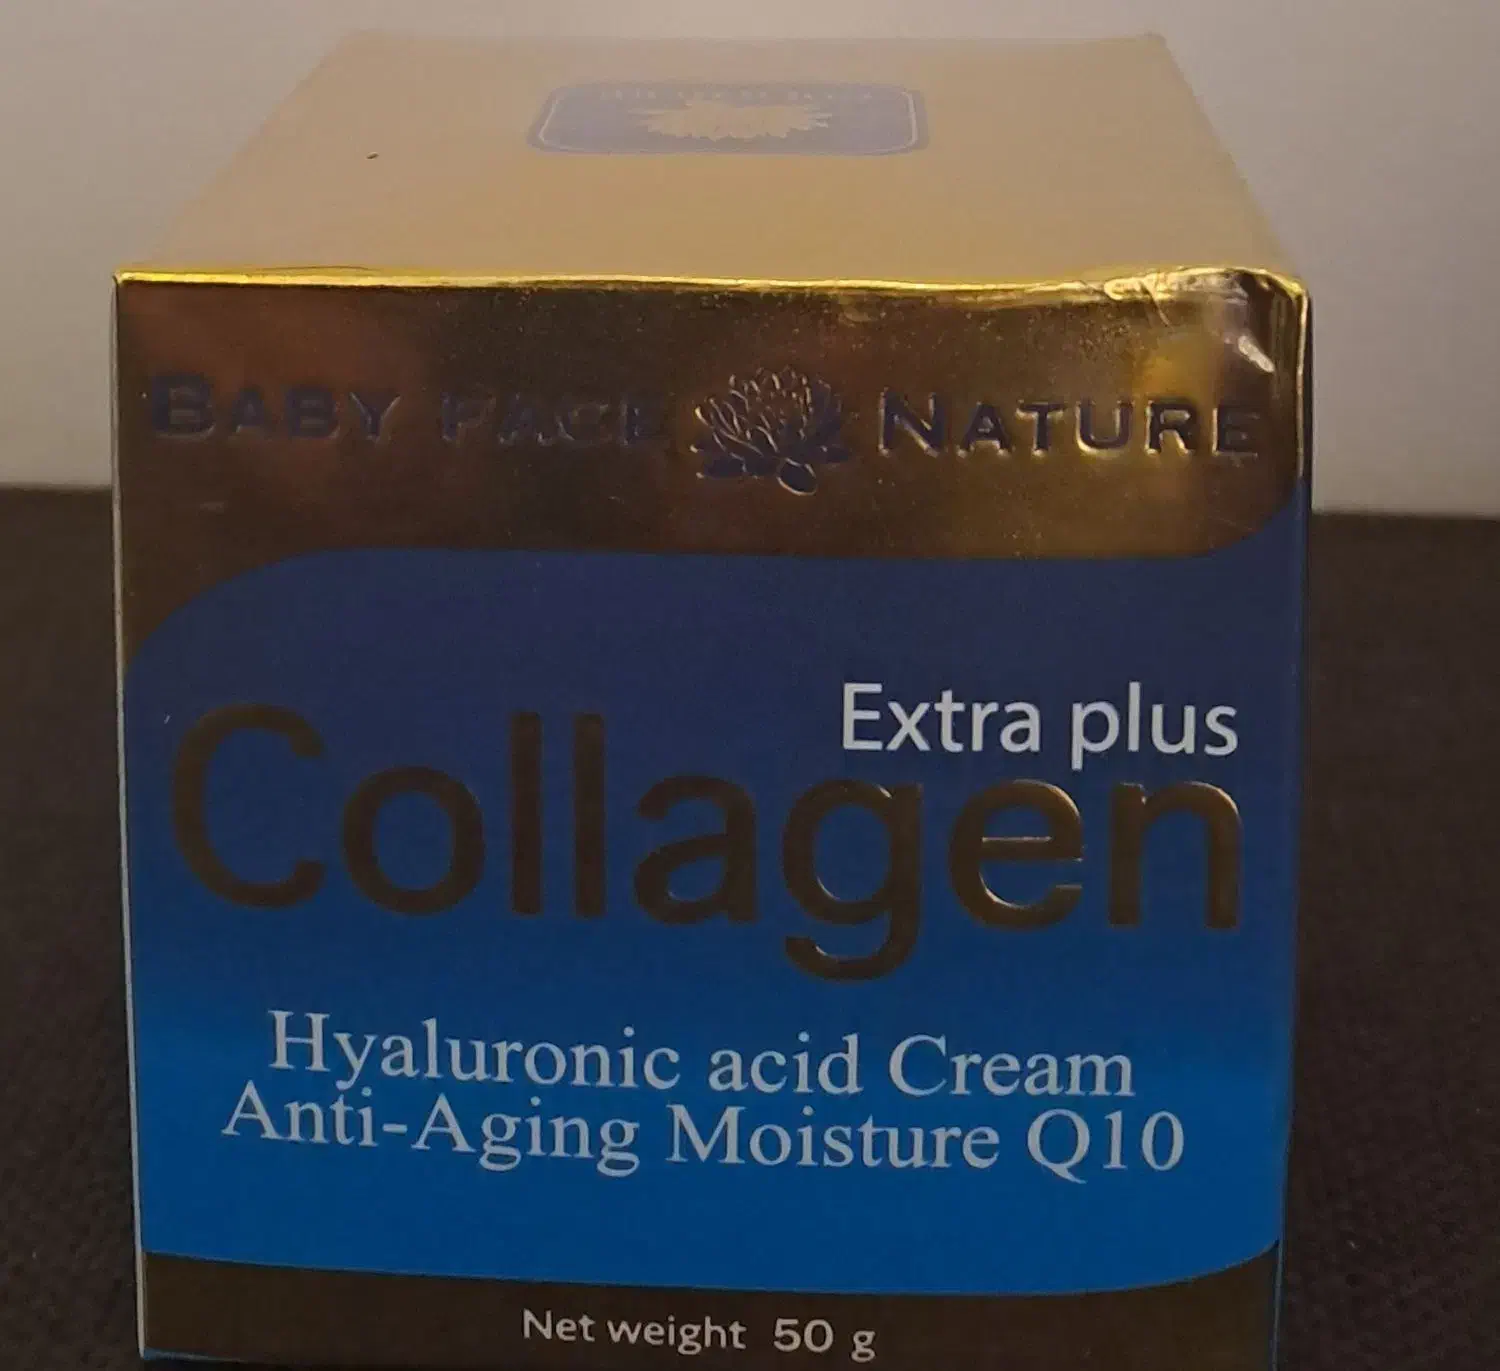 BABY FACE NATURE
Extra plus
Collagen
Hyaluronic acid Cream
Anti-Aging Moisture Q10
Net weight 50 g